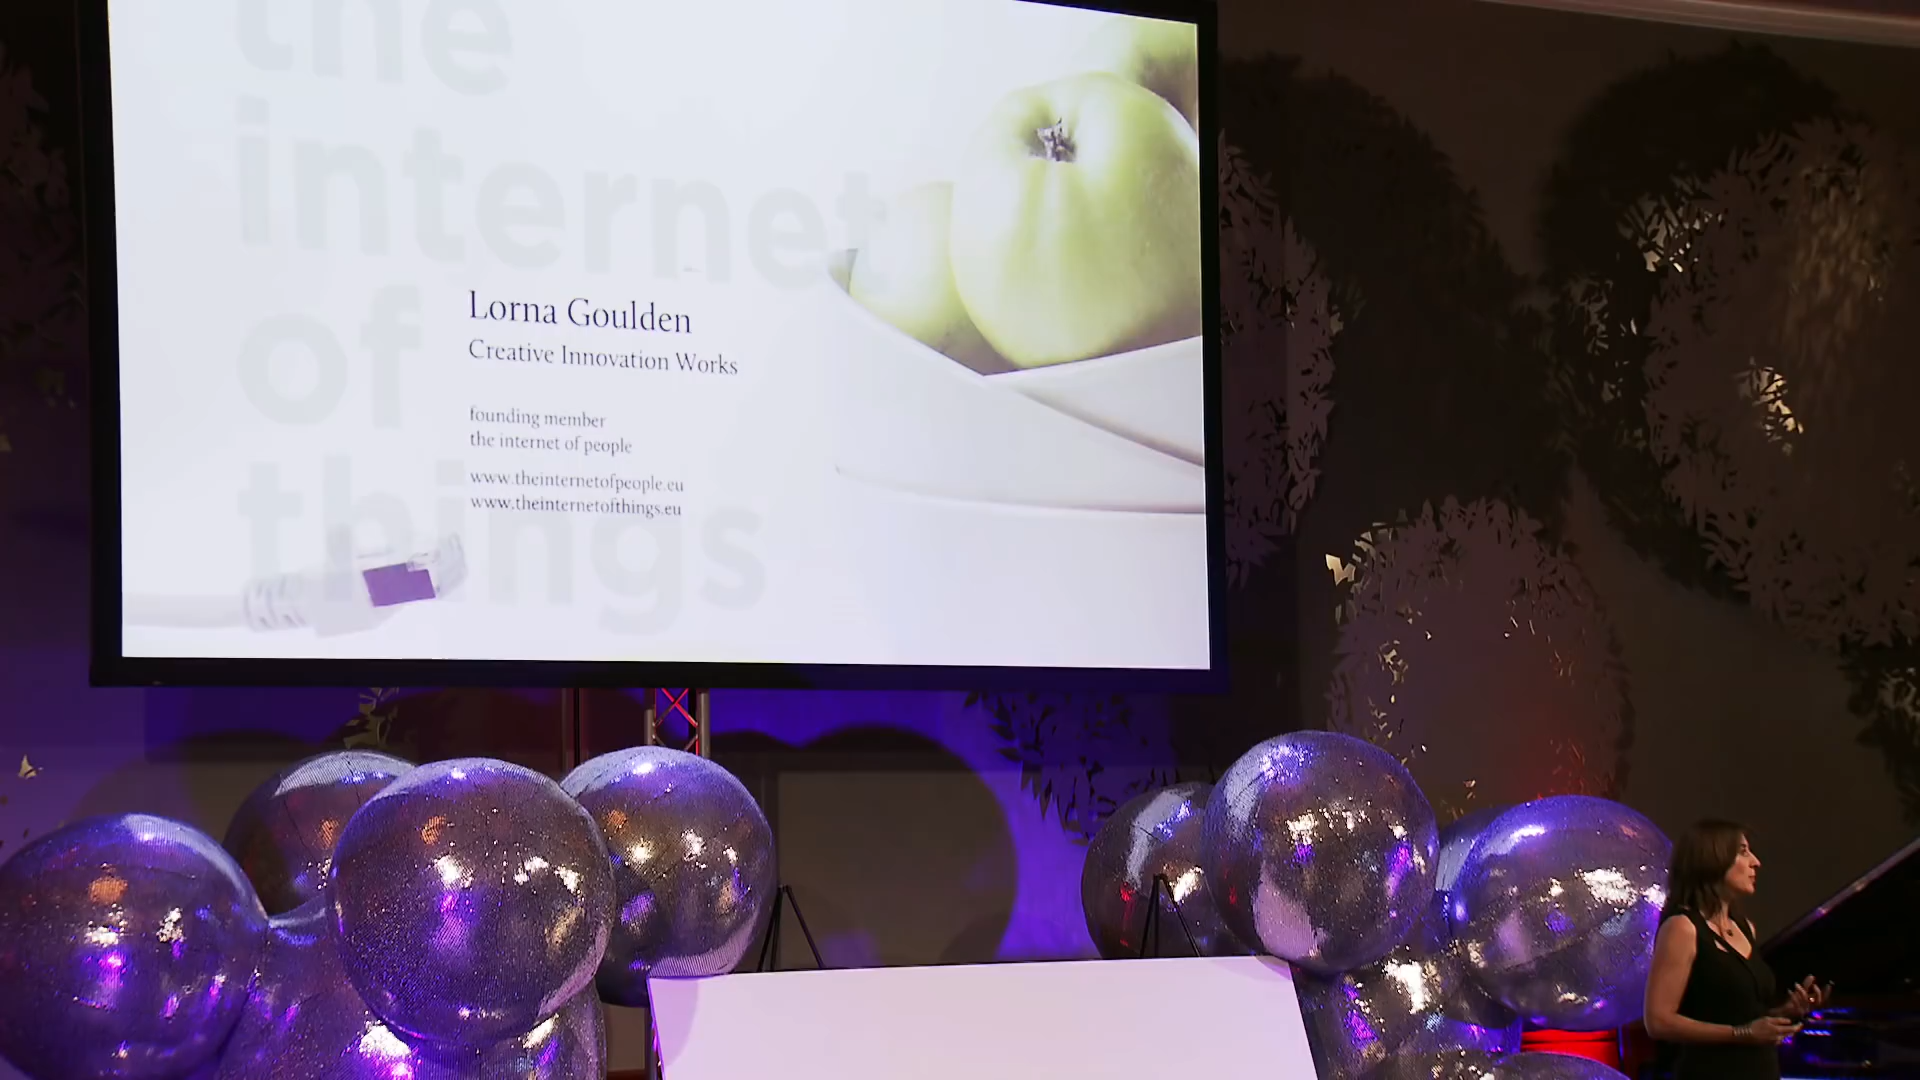 the
internet
of
things
Lorna Goulden
Creative Innovation Works
founding member
the internet of people
www.theinternetofpeople.eu
www.theinternetofthings.eu